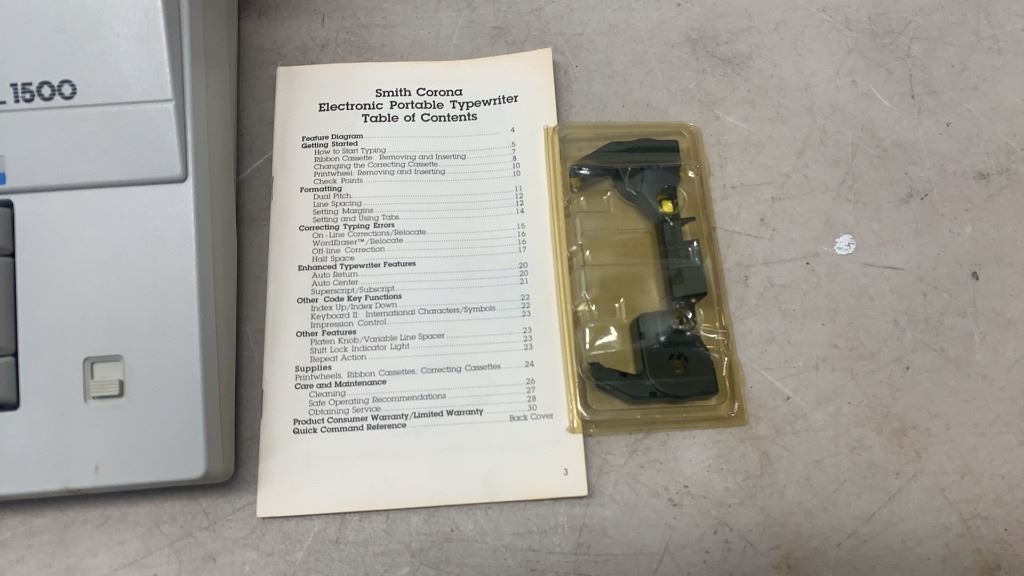 L 1500
Smith Corona
Electronic Portable Typewriter
Table of Contents
Feature Diagram 4
Getting Started
How to Start Typing 5
Ribbon Cassette: Removing and Inserting 7
Changing the Correcting Cassette 8
Printwheel: Removing and Inserting 10
Check Points 10
Formatting
Dual Pitch 11
Line Spacing 12
Setting Margins 12
Setting and Using Tabs 14
Correcting Typing Errors
On-Line Corrections/Relocate 15
WordEraser™/Relocate 16
Off-line Correction 16
Half Space 17
Enhanced Typewriter Features
Auto Return 20
Auto Center 20
Superscript/Subscript 21
Other Code Key Functions
Index Up/Index Down 22
Keyboard II: International Characters/Symbols 22
Impression Control 23
Other Features
Platen Knob/Variable Line Spacer 23
Shift Lock Indicator Light 23
Repeat Action 23
Supplies
Printwheels, Ribbon Cassettes, Correcting Cassettes 24
Care and Maintenance
Cleaning 26
Safe Operating Recommendations 27
Obtaining Service 28
Product Consumer Warranty/Limited Warranty 30
Quick Command Reference Back Cover
3